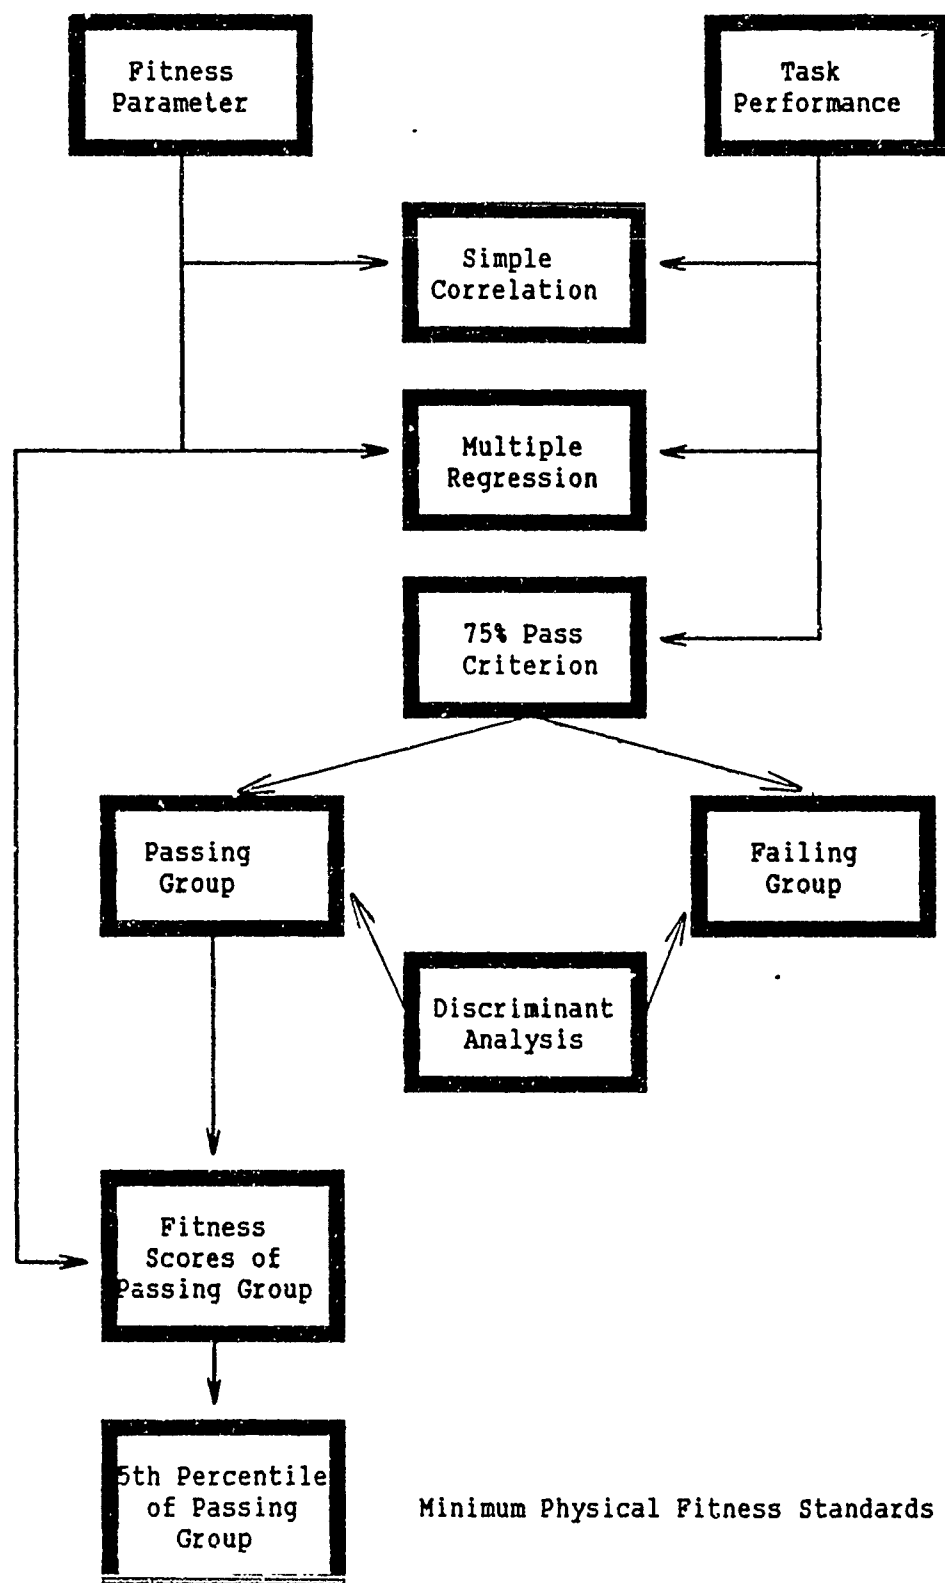 Fitness
Parameter
Task
Performance
Simple
Correlation
Multiple
Regression
75% Pass
Criterion
Passing
Group
Failing
Group
Discriminant
Analysis
Fitness
Scores of
Passing Group
5th Percentile
of Passing
Group
Minimum Physical Fitness Standards